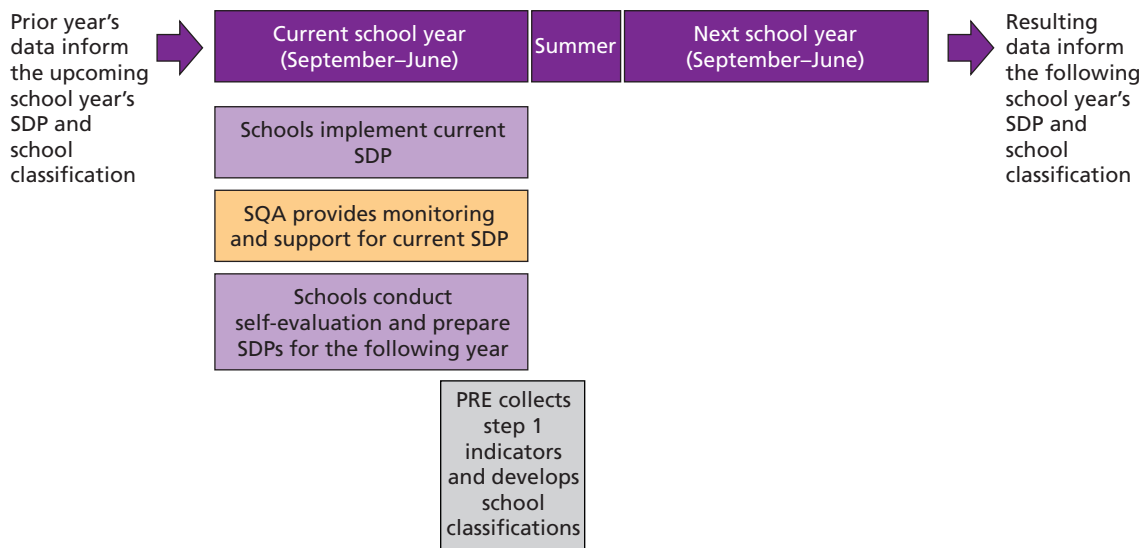 Prior year’s
data inform
the upcoming
school year’s
SDP and
school
classification
Current school year
(September–June)
Summer
Next school year
(September–June)
Resulting
data inform
the following
school year’s
SDP and
school
classification
Schools implement current
SDP
SQA provides monitoring
and support for current SDP
Schools conduct
self-evaluation and prepare
SDPs for the following year
PRE collects
step 1
indicators
and develops
school
classifications